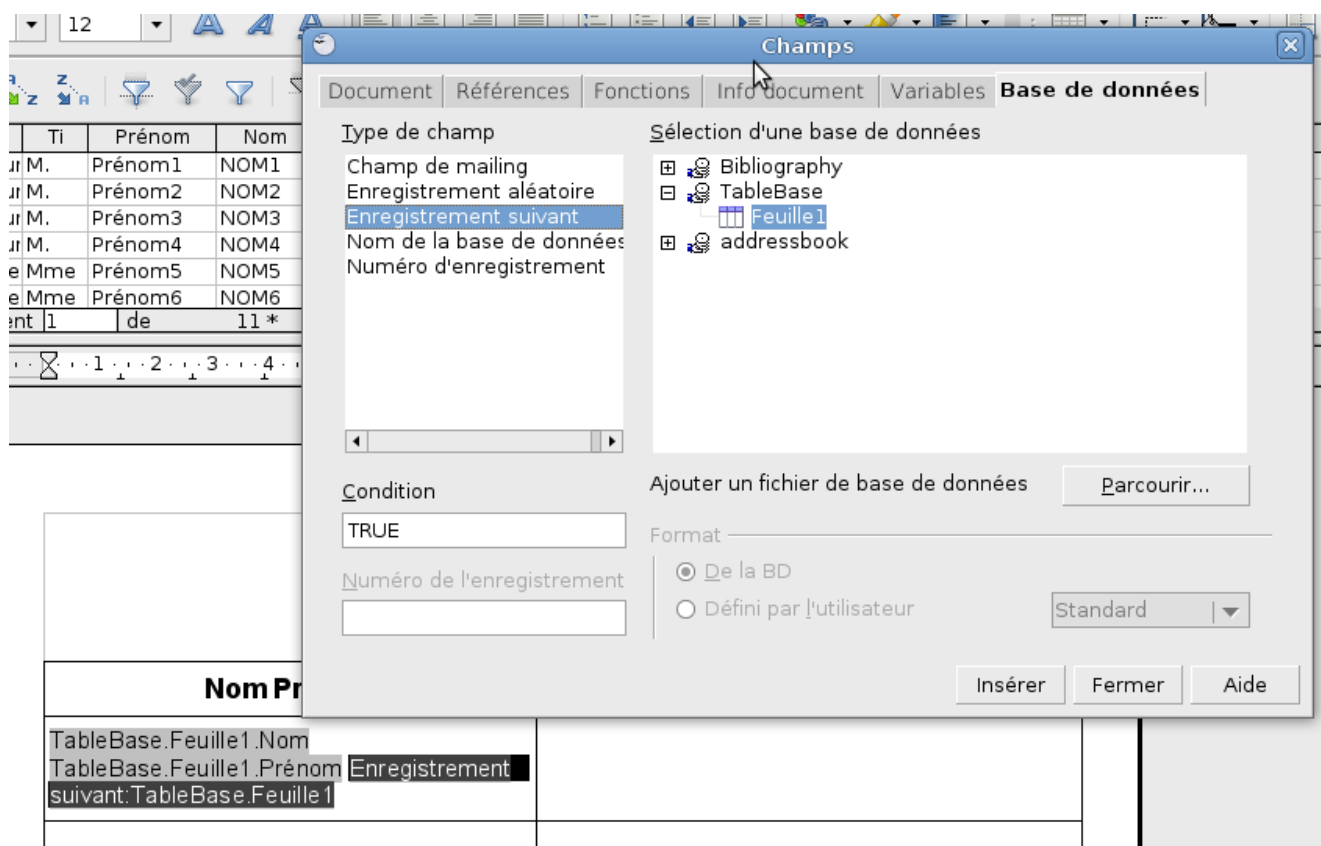 12
Champs
Document Références Fonctions Info document Variables Base de données
Ti Prénom Nom
M. Prénom1 NOM1
M. Prénom2 NOM2
M. Prénom3 NOM3
M. Prénom4 NOM4
Mme Prénom5 NOM5
Mme Prénom6 NOM6
1 de 11 *
1 2 3 4
Type de champ
Champ de mailing
Enregistrement aléatoire
Enregistrement suivant
Nom de la base de données
Numéro d'enregistrement
Sélection d'une base de données
Bibliography
TableBase
Feuille1
addressbook
Ajouter un fichier de base de données Parcourir...
Condition
TRUE
Numéro de l'enregistrement
Format
De la BD
Défini par l'utilisateur Standard
Insérer Fermer Aide
Nom Pr
TableBase.Feuille1.Nom
TableBase.Feuille1.Prénom Enregistrement
suivant:TableBase.Feuille1